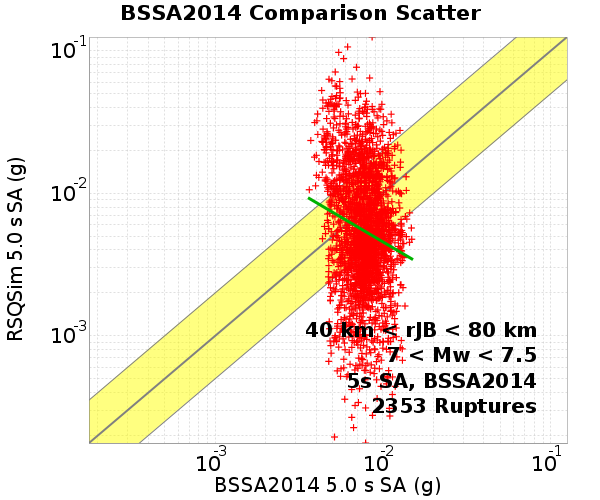 BSSA2014 Comparison Scatter
RSQSim 5.0 s SA (g)
10-1
10-2
10-3
40 km < rJB < 80 km
7 < Mw < 7.5
5s SA, BSSA2014
2353 Ruptures
10-3
10-2
10-1
BSSA2014 5.0 s SA (g)